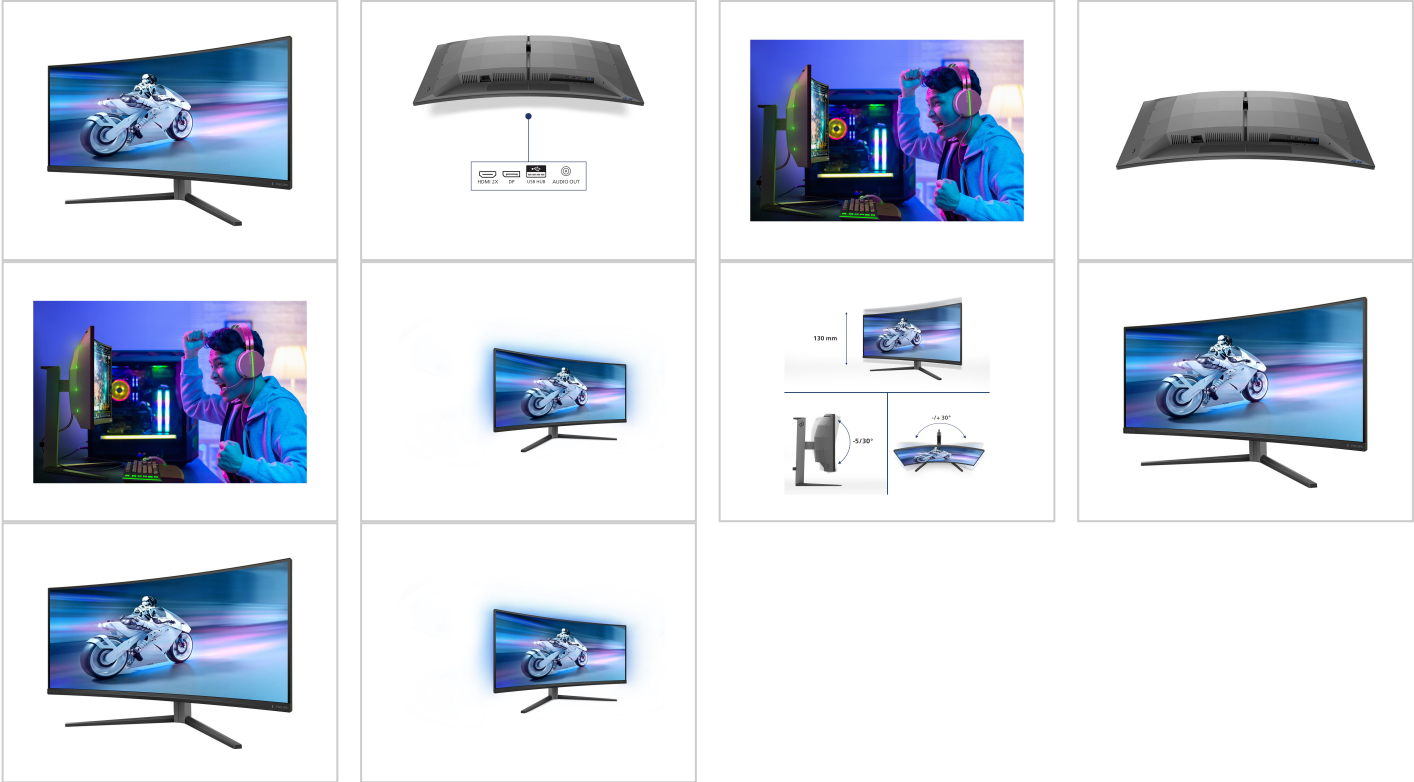 HDMI 2X
DP
USB HUB
AUDIO OUT
130 mm
-5/30°
-/+ 30°